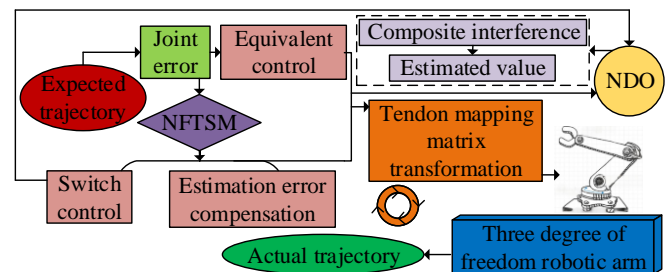 Joint
error
Equivalent
control
Composite interference
Estimated value
NDO
Expected
trajectory
NFTSM
Tendon mapping
matrix
transformation
Switch
control
Estimation error
compensation
Actual trajectory
Three degree of
freedom robotic arm